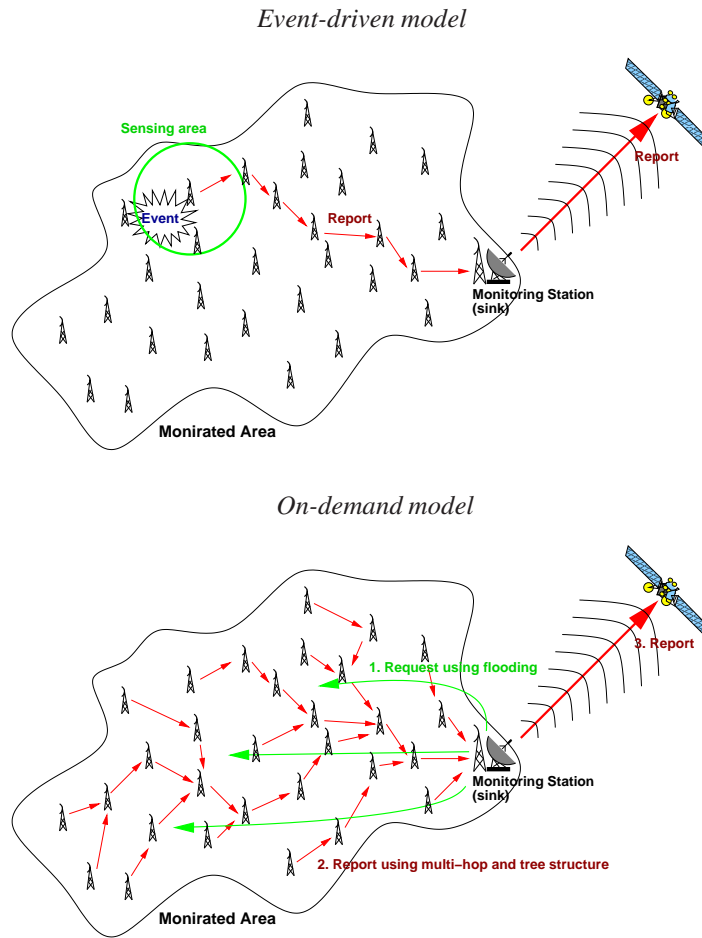 Event-driven model
Sensing area
Report
Event
Report
Monitoring Station
(sink)
Monirated Area
On-demand model
3. Report
1. Request using flooding
Monitoring Station
(sink)
2. Report using multi−hop and tree structure
Monirated Area